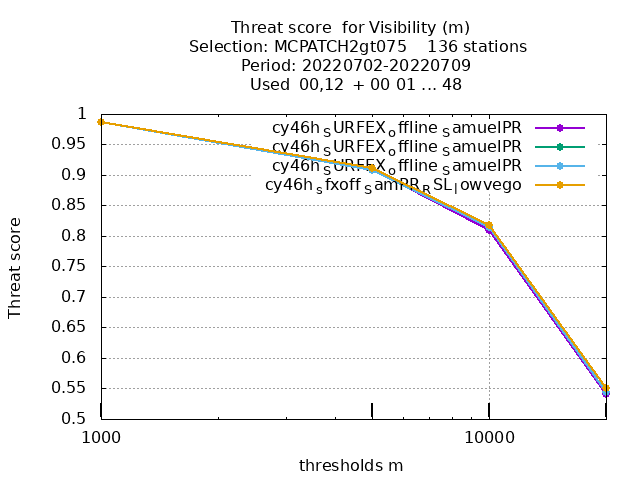 Threat score  for Visibility (m)
Selection: MCPATCH2gt075    136 stations
Period: 20220702-20220709
Used  00,12  + 00 01 ... 48
1
0.95
0.9
0.85
0.8
0.75
0.7
0.65
0.6
0.55
0.5
Threat score
cy46h_SURFEX_offline_SamuelPR
cy46h_SURFEX_offline_SamuelPR
cy46h_SURFEX_offline_SamuelPR
cy46h_sfxoff_SamPR_RSL_lowvego
1000
10000
thresholds m